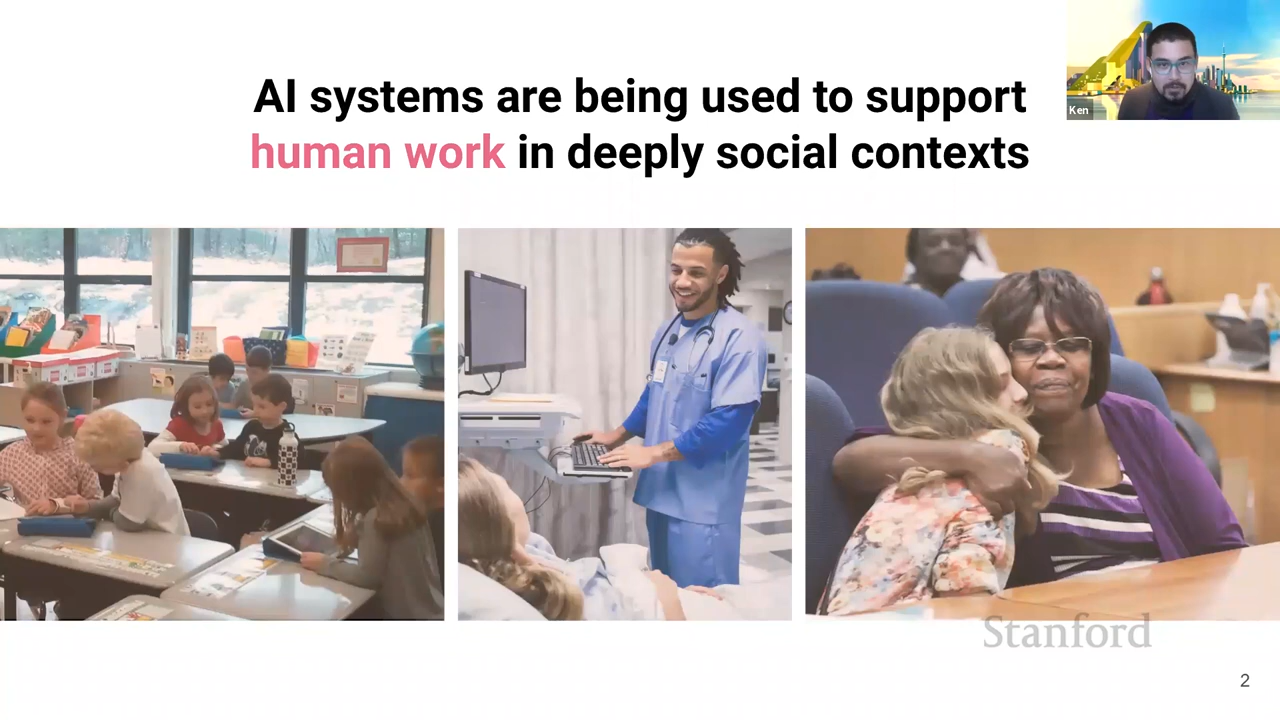 AI systems are being used to support
human work in deeply social contexts
Ken
Stanford
2